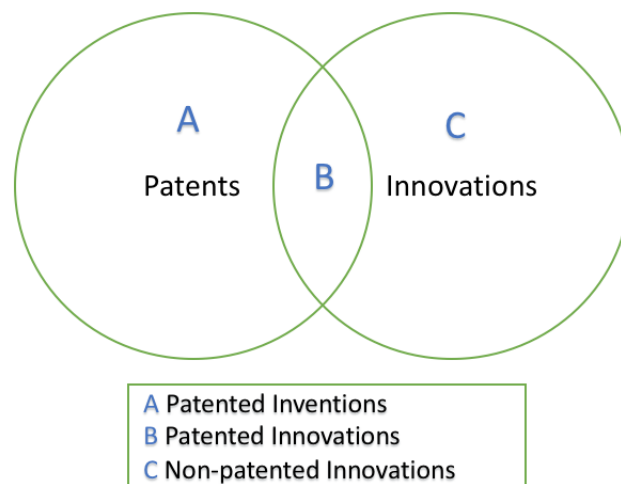 A
C
B
Patents
Innovations
A Patented Inventions
B Patented Innovations
C Non-patented Innovations